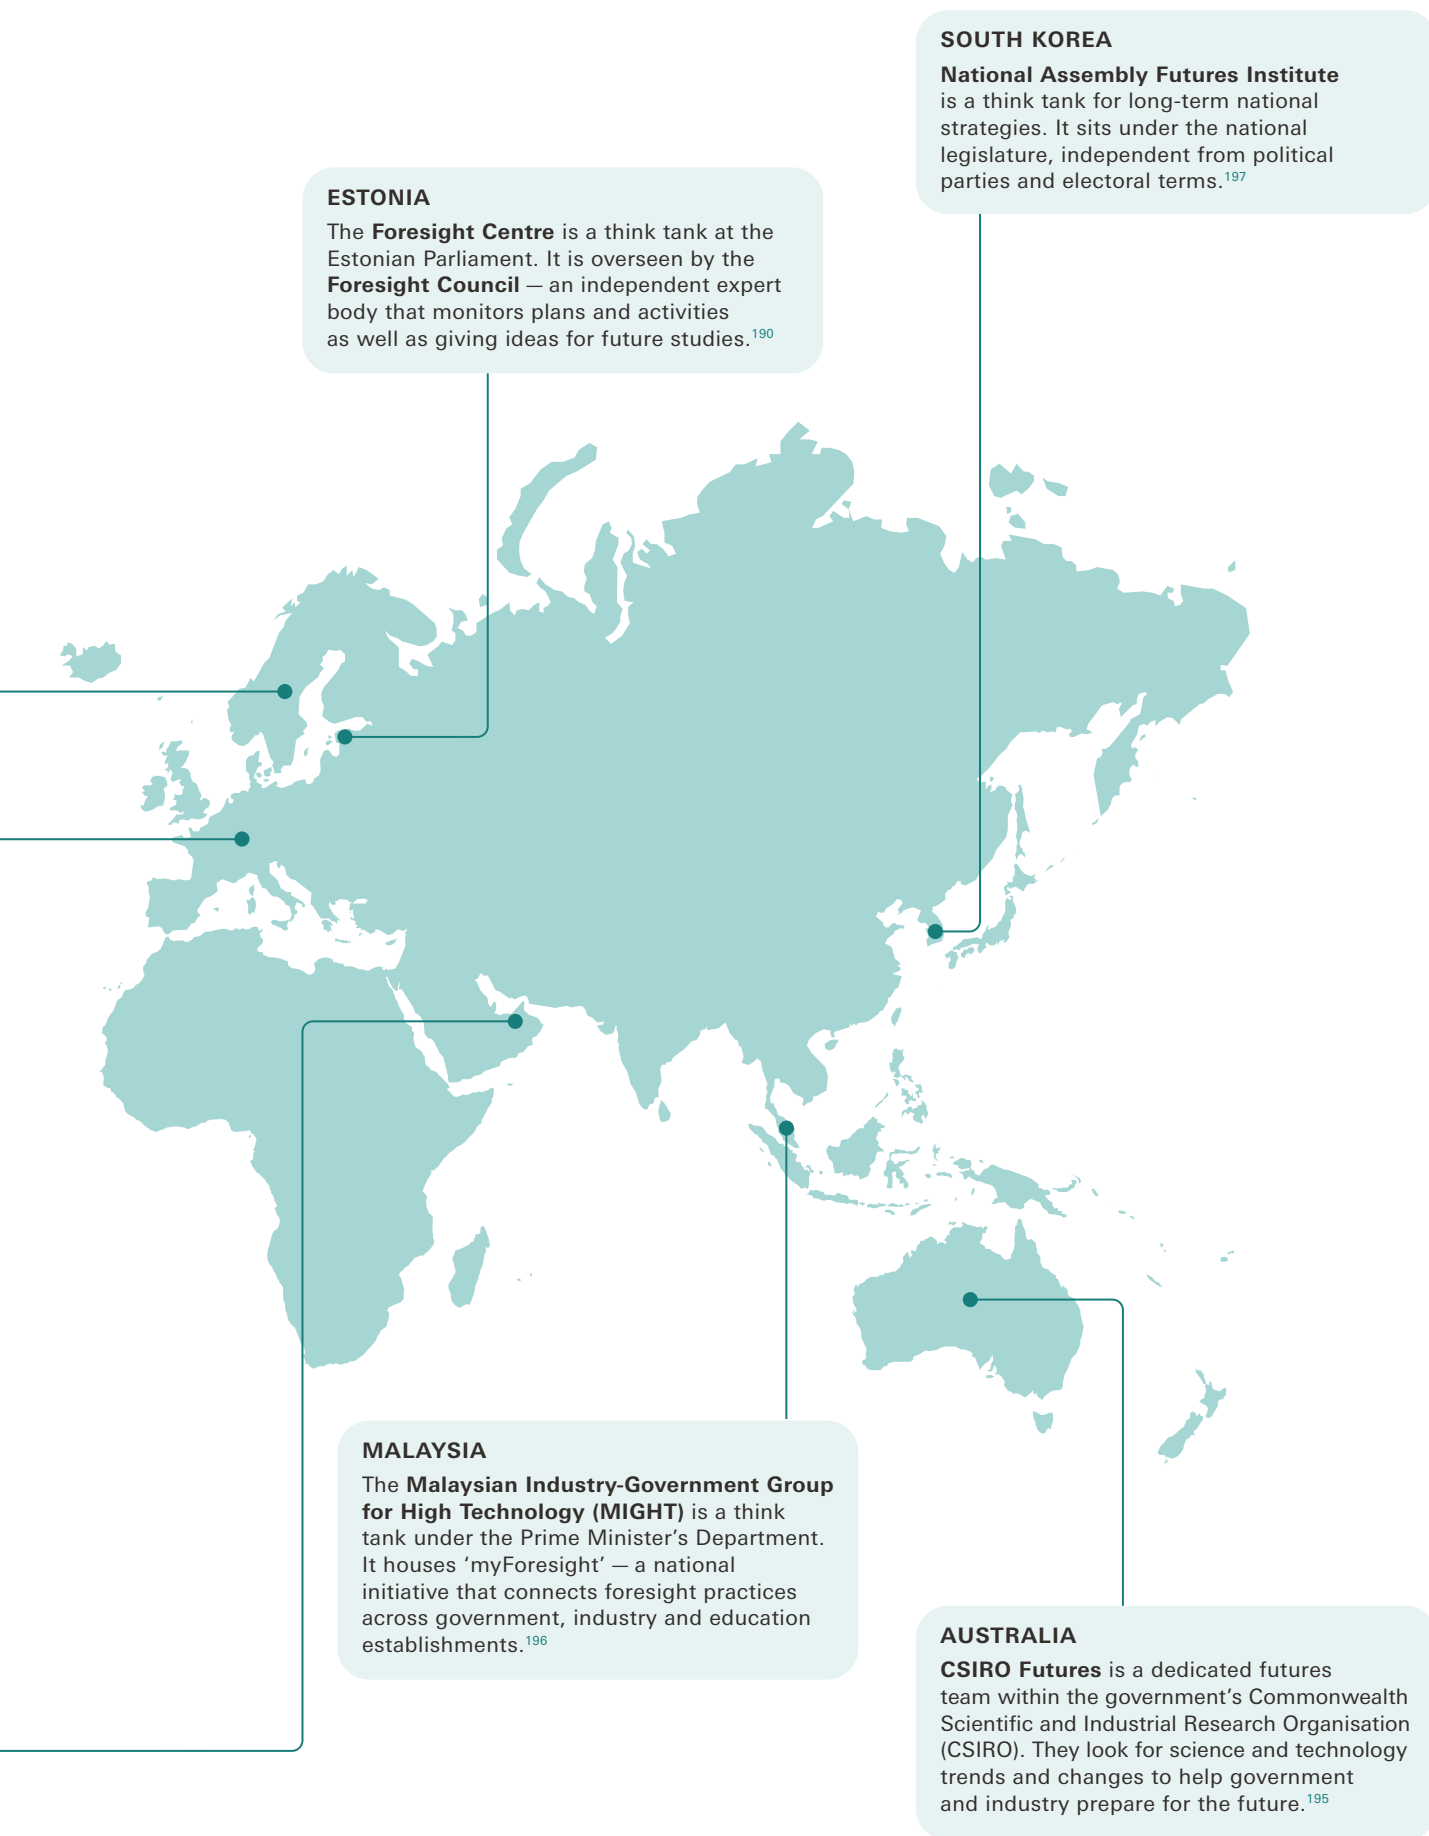 SOUTH KOREA
National Assembly Futures Institute
is a think tank for long-term national
strategies. It sits under the national
legislature, independent from political
parties and electoral terms.197
ESTONIA
The Foresight Centre is a think tank at the
Estonian Parliament. It is overseen by the
Foresight Council — an independent expert
body that monitors plans and activities
as well as giving ideas for future studies.190
MALAYSIA
The Malaysian Industry-Government Group
for High Technology (MIGHT) is a think
tank under the Prime Minister’s Department.
It houses ‘myForesight’ — a national
initiative that connects foresight practices
across government, industry and education
establishments.196
AUSTRALIA
CSIRO Futures is a dedicated futures
team within the government’s Commonwealth
Scientific and Industrial Research Organisation
(CSIRO). They look for science and technology
trends and changes to help government
and industry prepare for the future.195